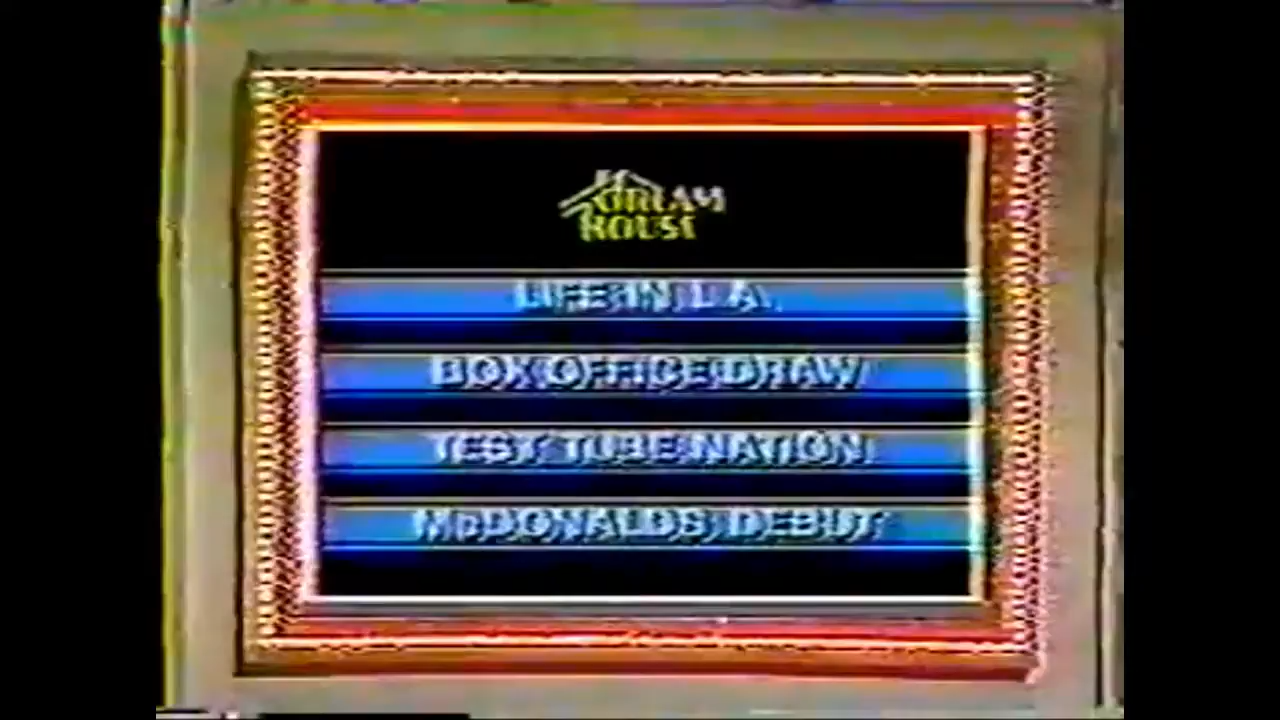 DREAM
HOUSE
LIFE IN L.A.
BOX OFFICE DRAW
TEST TUBE NATION
McDONALDS DEBUT